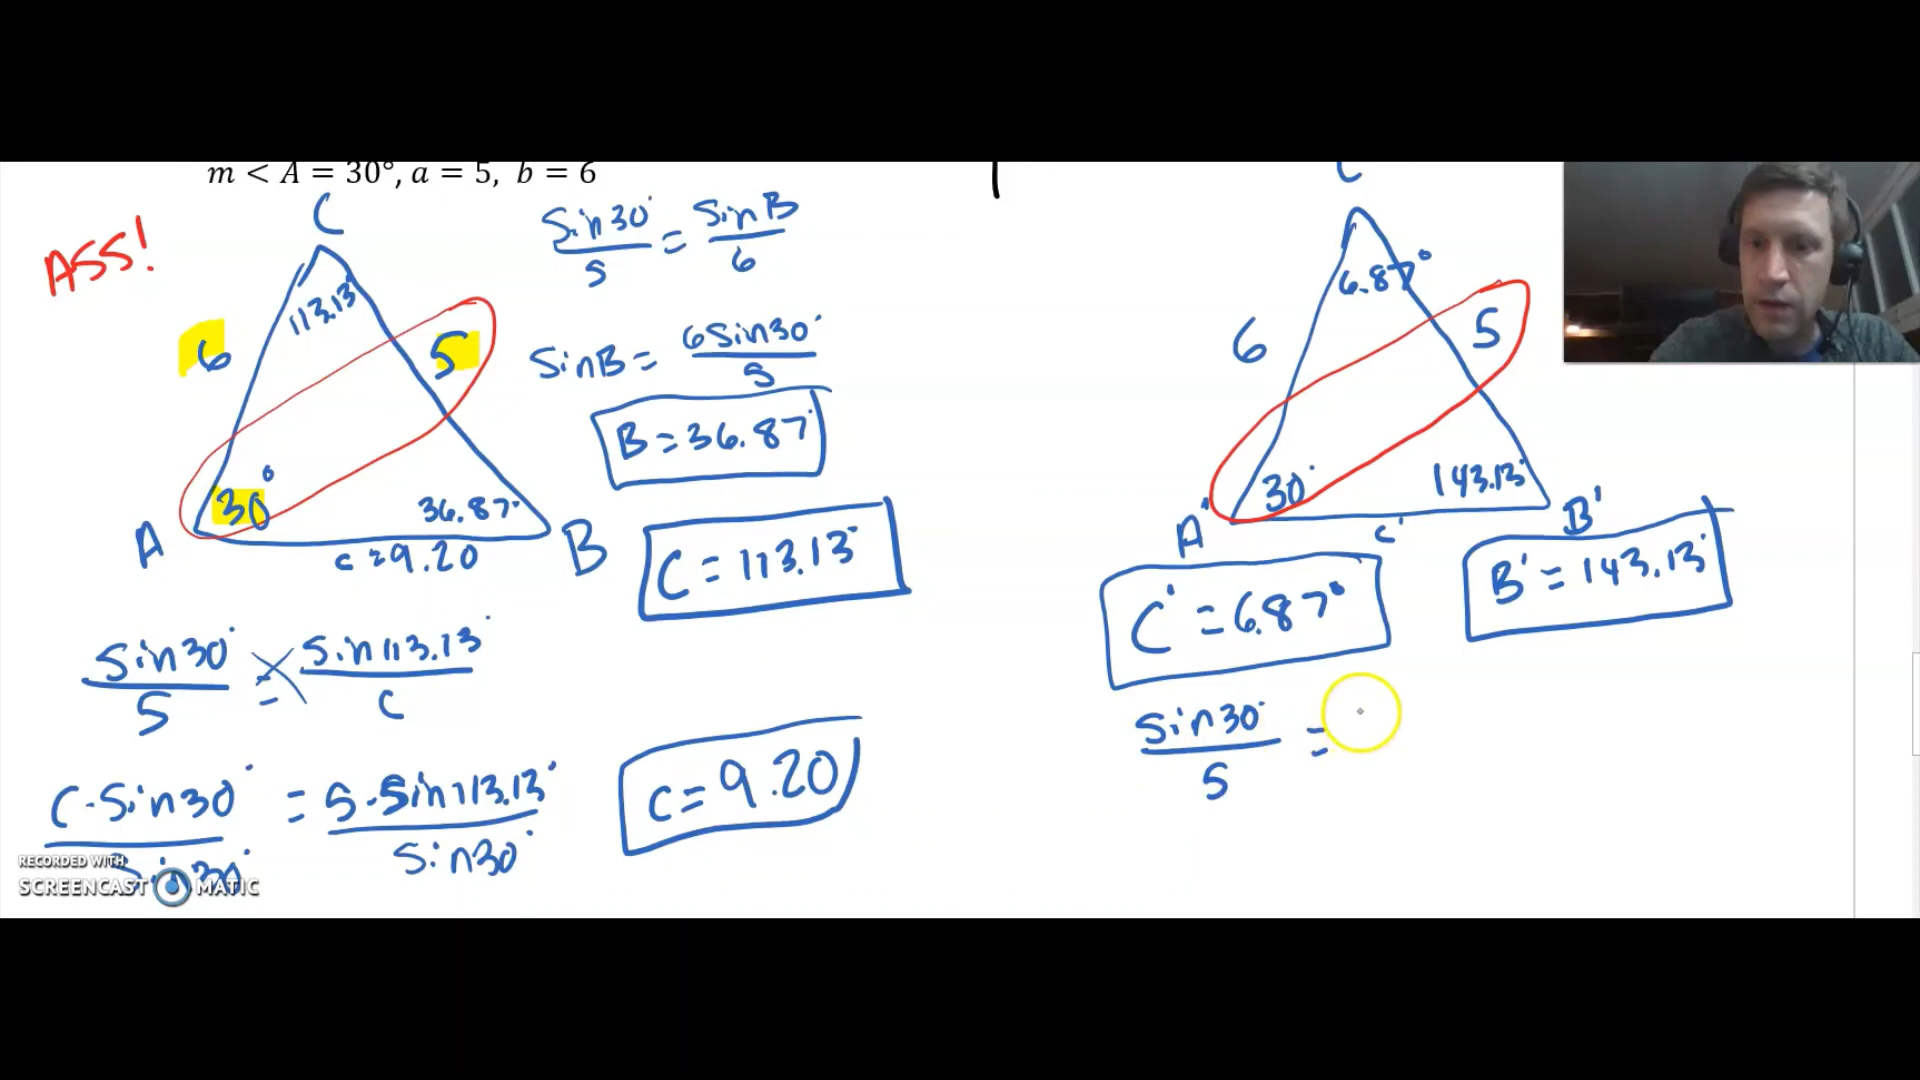 m < A = 30°, a = 5, b = 6
ASS!
C
113.13°
6
5
30°
36.87°
A
B
c = 9.20
sin30° / 5 = sinB / 6
sinB = 6sin30° / 5
B = 36.87°
C = 113.13°
sin30° / 5 = sin113.13° / c
c · sin30° / sin30° = 5 · sin113.13° / sin30°
c = 9.20
RECORDED WITH
SCREENCAST MATIC
6.87°
6
5
30°
143.13°
A'
c'
B'
C' = 6.87°
B' = 143.13°
sin30° / 5 =